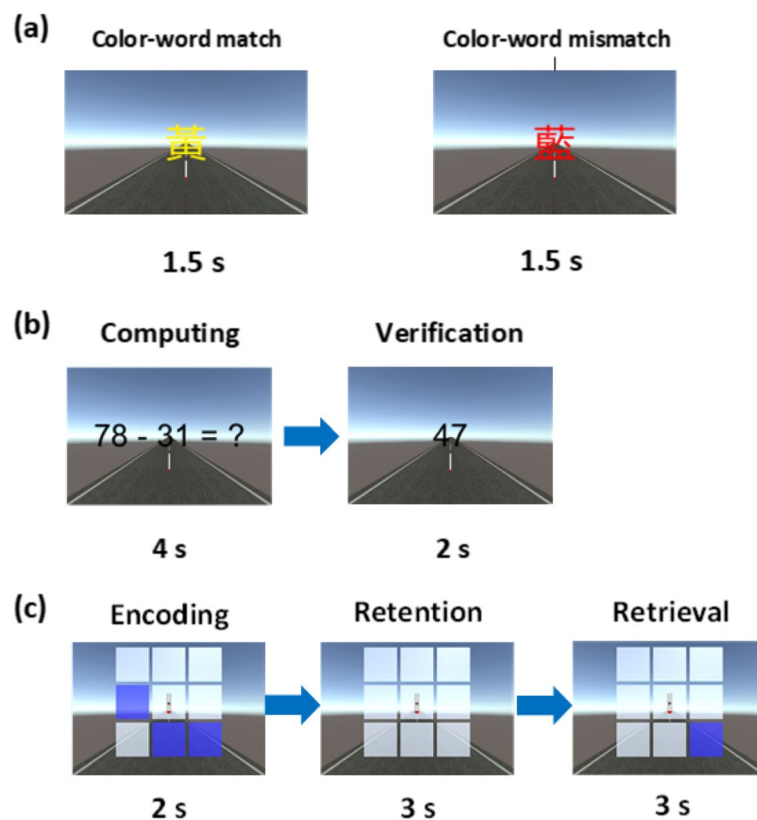 (a)
Color-word match
Color-word mismatch
黃
藍
1.5 s
1.5 s
(b)
Computing
Verification
78 - 31 = ?
47
4 s
2 s
(c)
Encoding
Retention
Retrieval
2 s
3 s
3 s